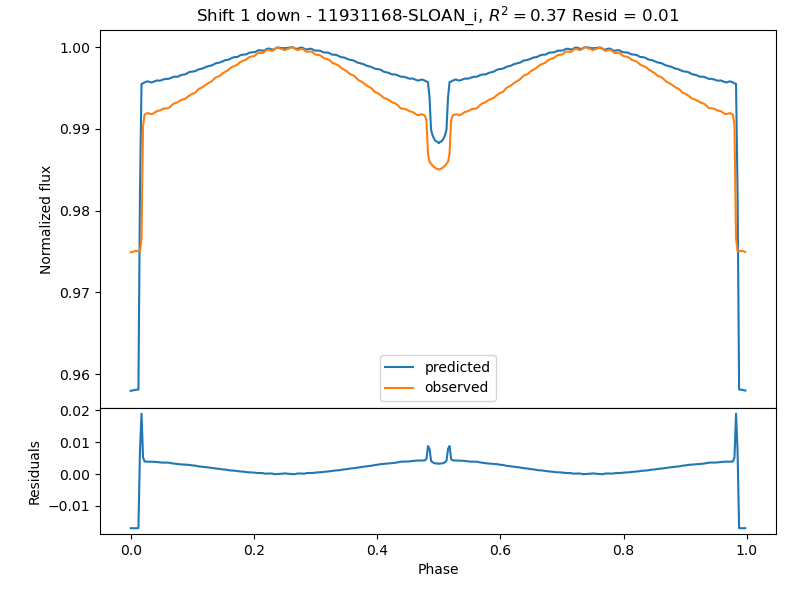 Shift 1 down - 11931168-SLOAN_i, R² = 0.37 Resid = 0.01
Normalized flux
1.00
0.99
0.98
0.97
0.96
predicted
observed
Residuals
0.02
0.01
0.00
−0.01
0.0 0.2 0.4 0.6 0.8 1.0
Phase